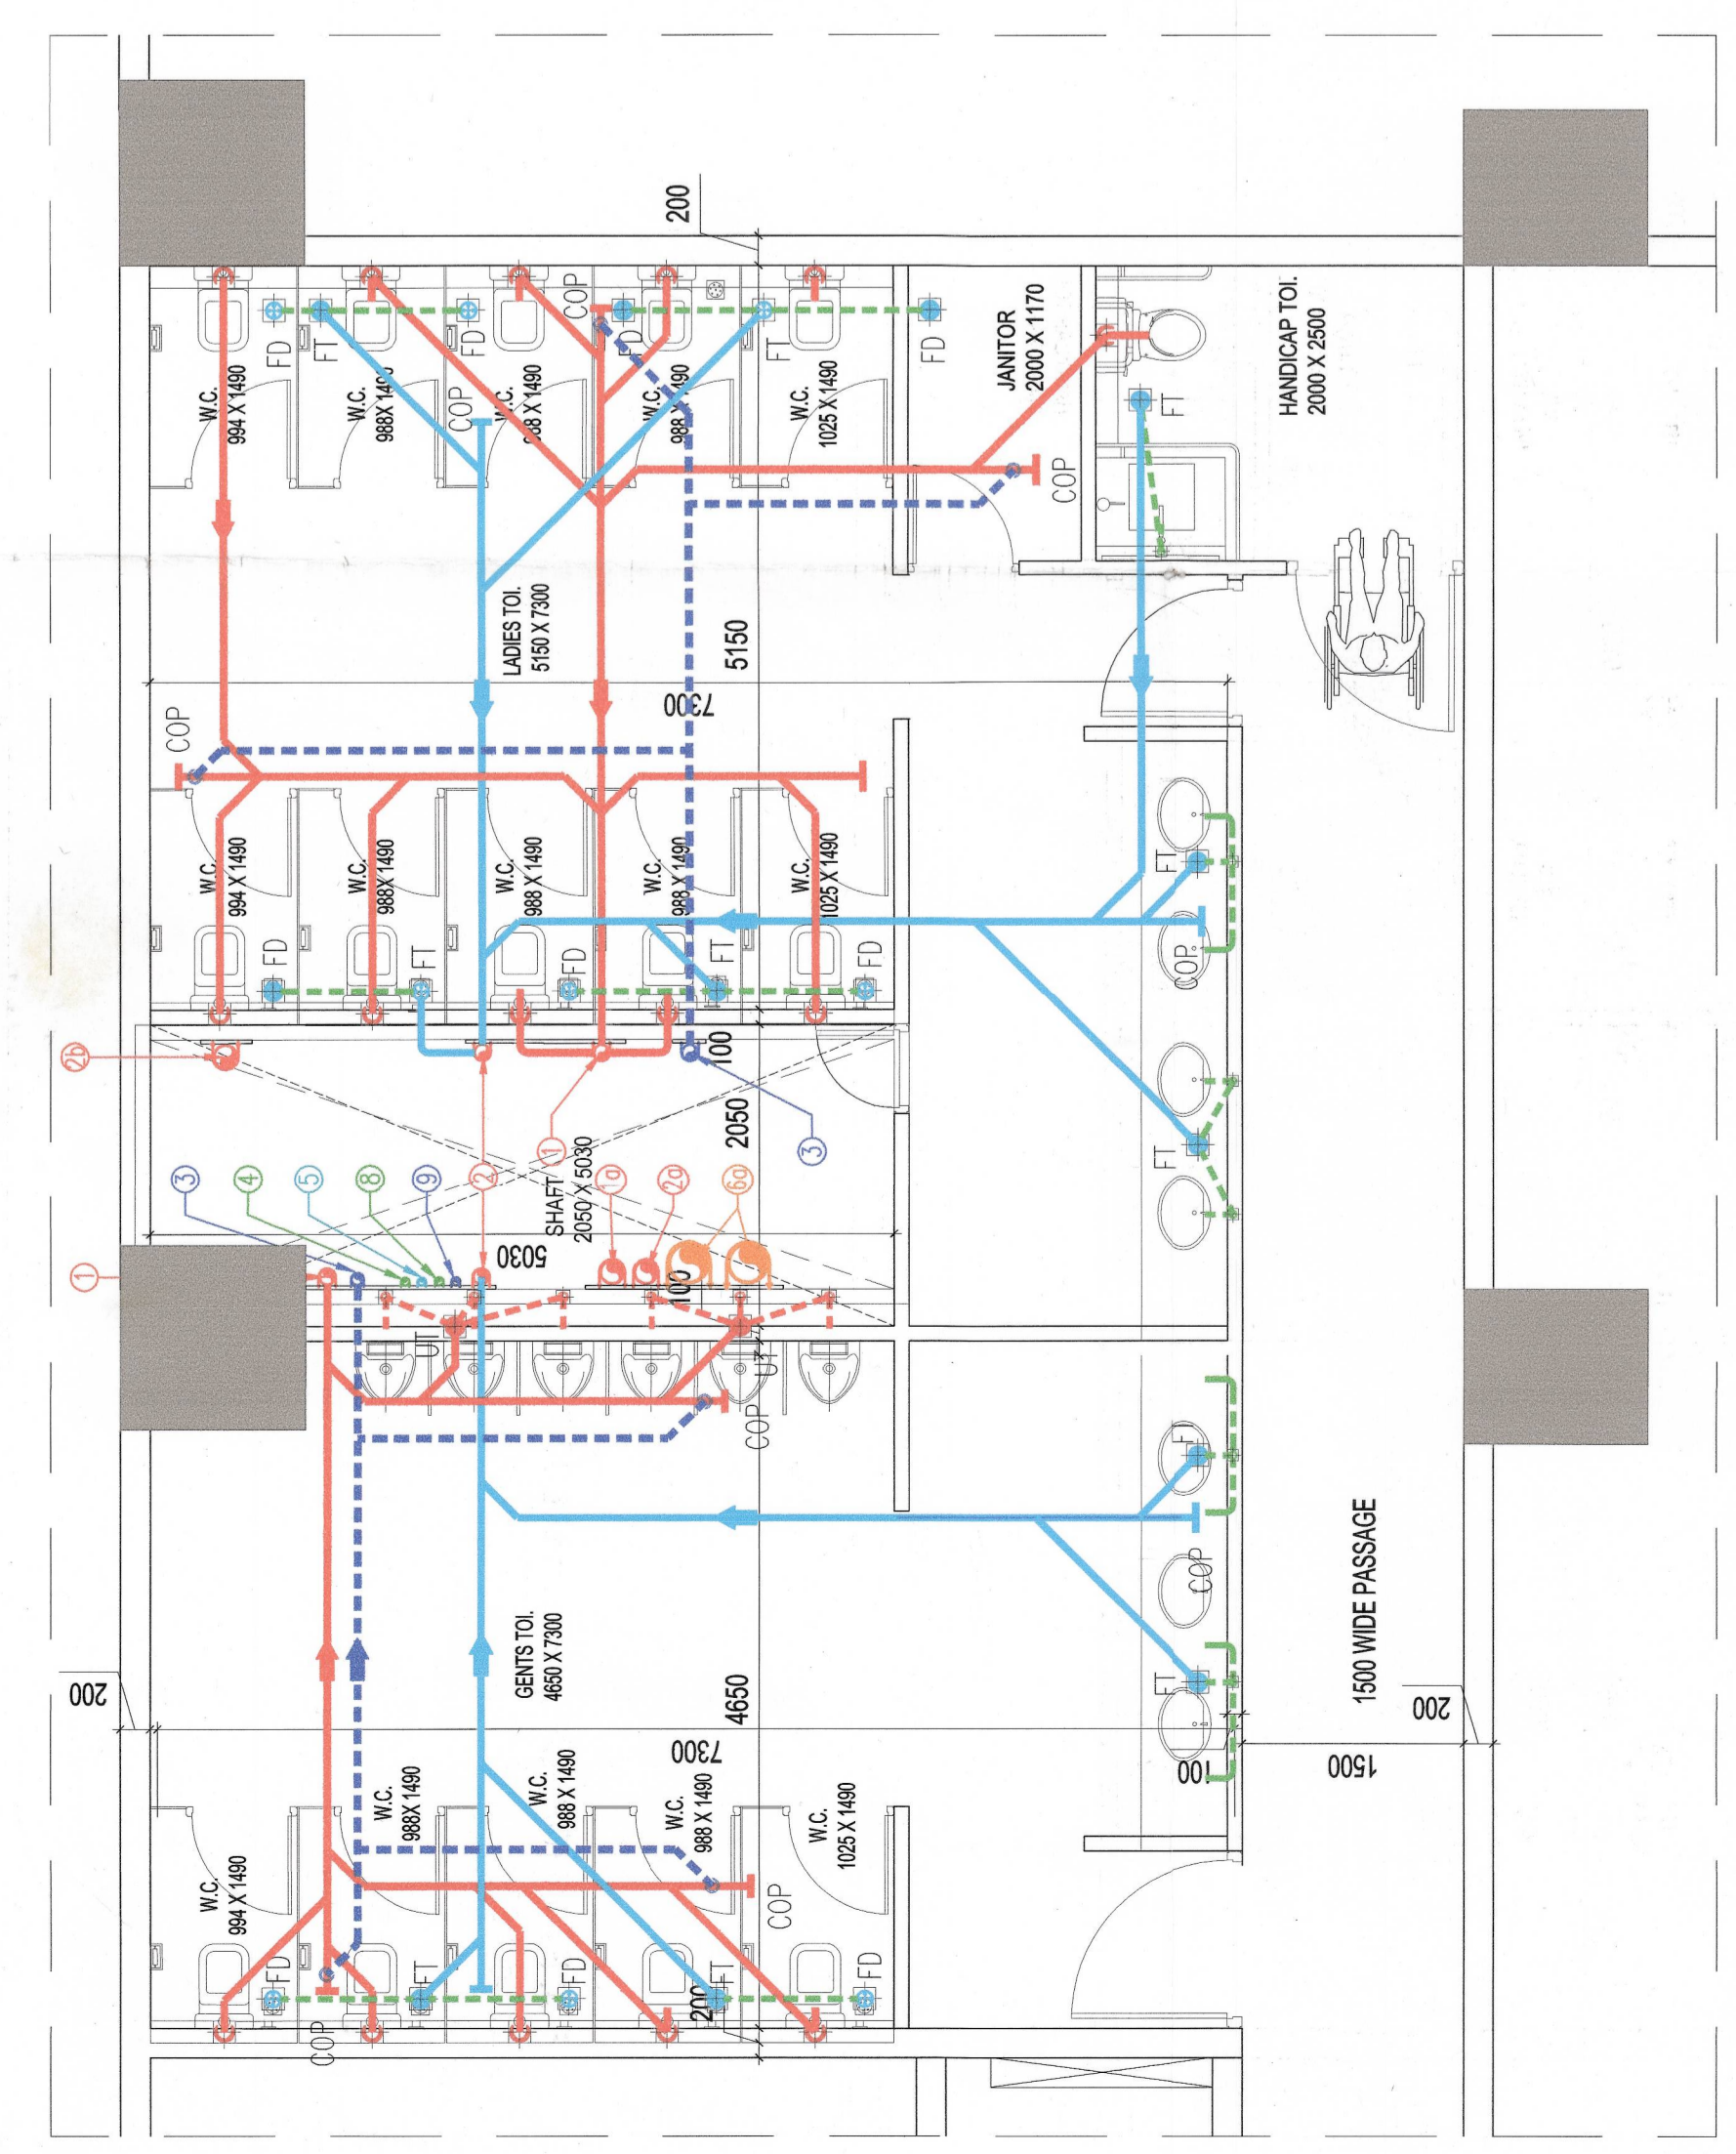 200
COP
FD
FT
FD
COP
FD
FT
FD
W.C.
994 X 1490
W.C.
988X 1490
COP
W.C.
988 X 1490
W.C.
988 X 1490
W.C.
1025 X 1490
JANITOR
2000 X 1170
FT
HANDICAP TOI.
2000 X 2500
COP
LADIES TOI.
5150 X 7300
5150
7300
COP
W.C.
994 X 1490
W.C.
988X 1490
W.C.
988 X 1490
W.C.
988 X 1490
W.C.
1025 X 1490
FT
COP
FD
FT
FD
FT
FD
2b
100
2050
3
4
5
8
9
2
1
SHAFT
2050 X 5030
1a
2a
6a
3
FT
5030
1
100
UT
UT
COP
FT
COP
1500 WIDE PASSAGE
GENTS TOI.
4650 X 7300
200
4650
7300
FT
200
100
1500
W.C.
994 X 1490
W.C.
988X 1490
W.C.
988 X 1490
W.C.
988 X 1490
W.C.
1025 X 1490
COP
FD
FT
FD
FT
FD
200
COP